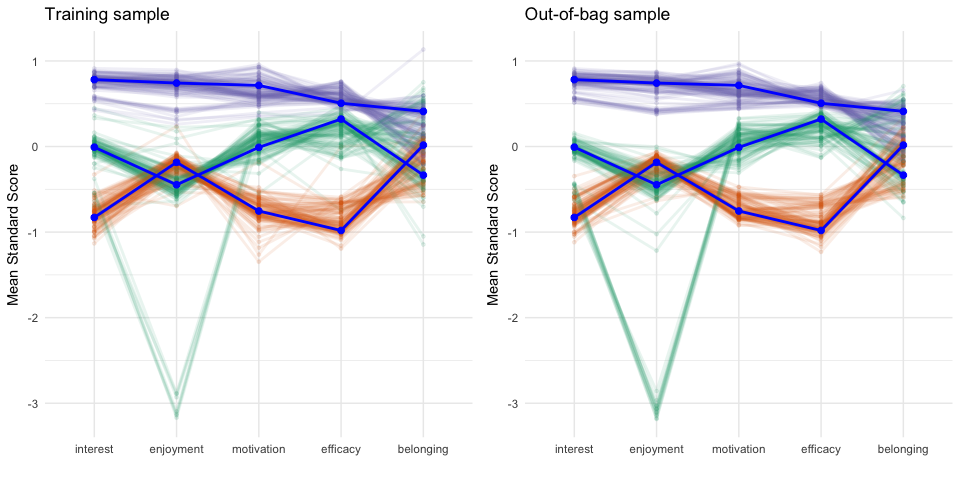 Training sample
Mean Standard Score
1
0
-1
-2
-3
interest enjoyment motivation efficacy belonging
Out-of-bag sample
Mean Standard Score
1
0
-1
-2
-3
interest enjoyment motivation efficacy belonging